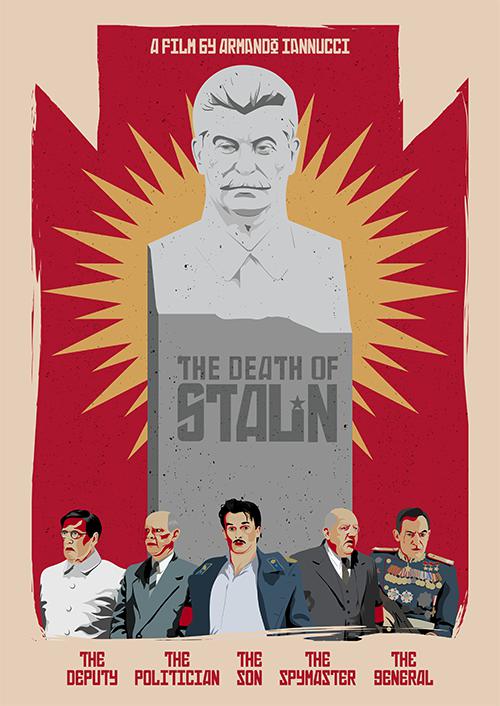 A FILM BY ARMANDO IANNUCCI
THE DEATH OF
STALIN
THE DEPUTY
THE POLITICIAN
THE SON
THE SPYMASTER
THE GENERAL